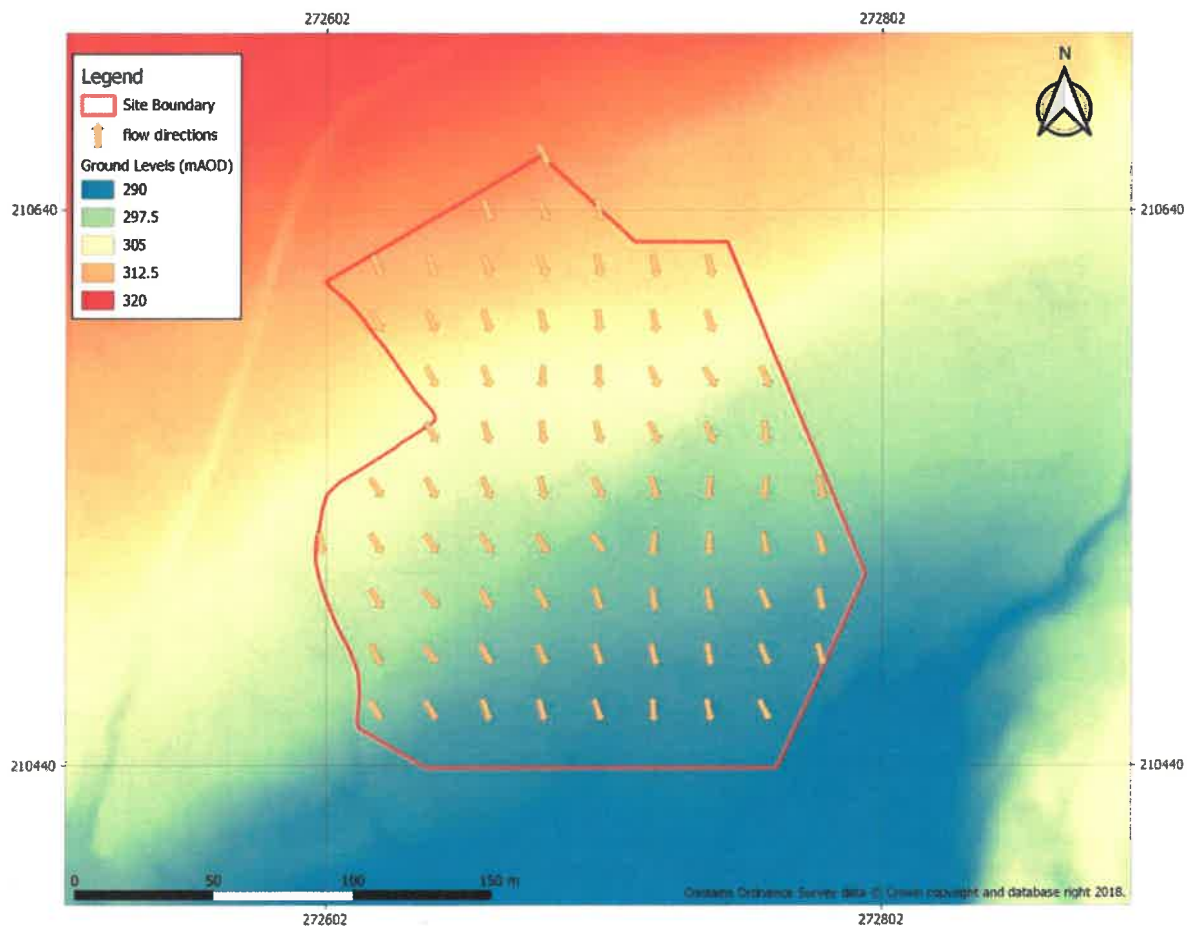 272602
272802
Legend
Site Boundary
flow directions
Ground Levels (mAOD)
290
297.5
305
312.5
320
N
210640
210640
210440
210440
0
50
100
150 m
Contains Ordnance Survey data © Crown copyright and database right 2018.
272602
272802